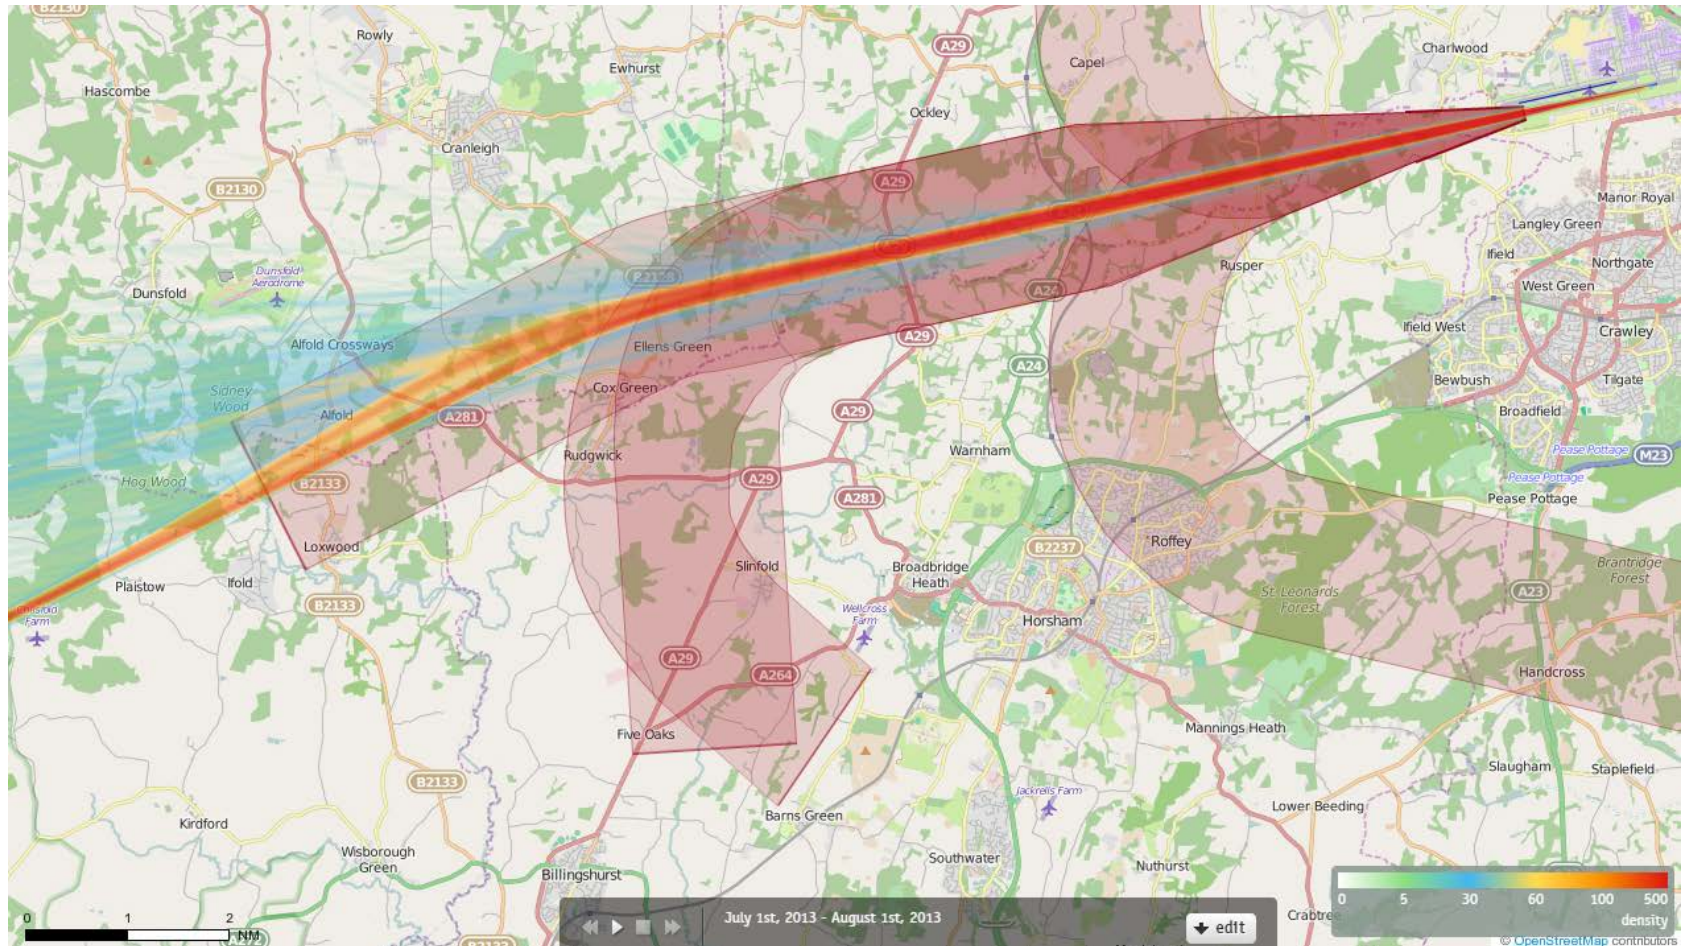 B2130
Rowly
A29
Charlwood
Capel
Ewhurst
Hascombe
Ockley
Cranleigh
A29
B2130
Manor Royal
Langley Green
A29
Ifield
Northgate
Rusper
Dunsfold
Aerodrome
Dunsfold
A24
West Green
Ifield West
Crawley
A29
Alfold Crossways
Ellens Green
A24
Bewbush
Tilgate
Sidney
Wood
Cox Green
Alfold
A281
A29
Broadfield
Warnham
Pease Pottage
M23
Rudgwick
A29
Pease Pottage
Hog Wood
B2133
A281
Pease Pottage
Loxwood
B2237
Roffey
Plaistow
Ifold
Slinfold
Broadbridge
Heath
Brantridge
Forest
St. Leonards
Forest
A23
B2133
Wellcross
Farm
Farm
Horsham
A29
A264
Handcross
Five Oaks
Mannings Heath
Slaugham
Staplefield
B2133
Jackrells Farm
Lower Beeding
Kirdford
Barns Green
Wisborough
Green
Southwater
Nuthurst
Billingshurst
0 5 30 60 100 500
density
0 1 2
NM
July 1st, 2013 - August 1st, 2013
edit
Crabtree
© OpenStreetMap contributors